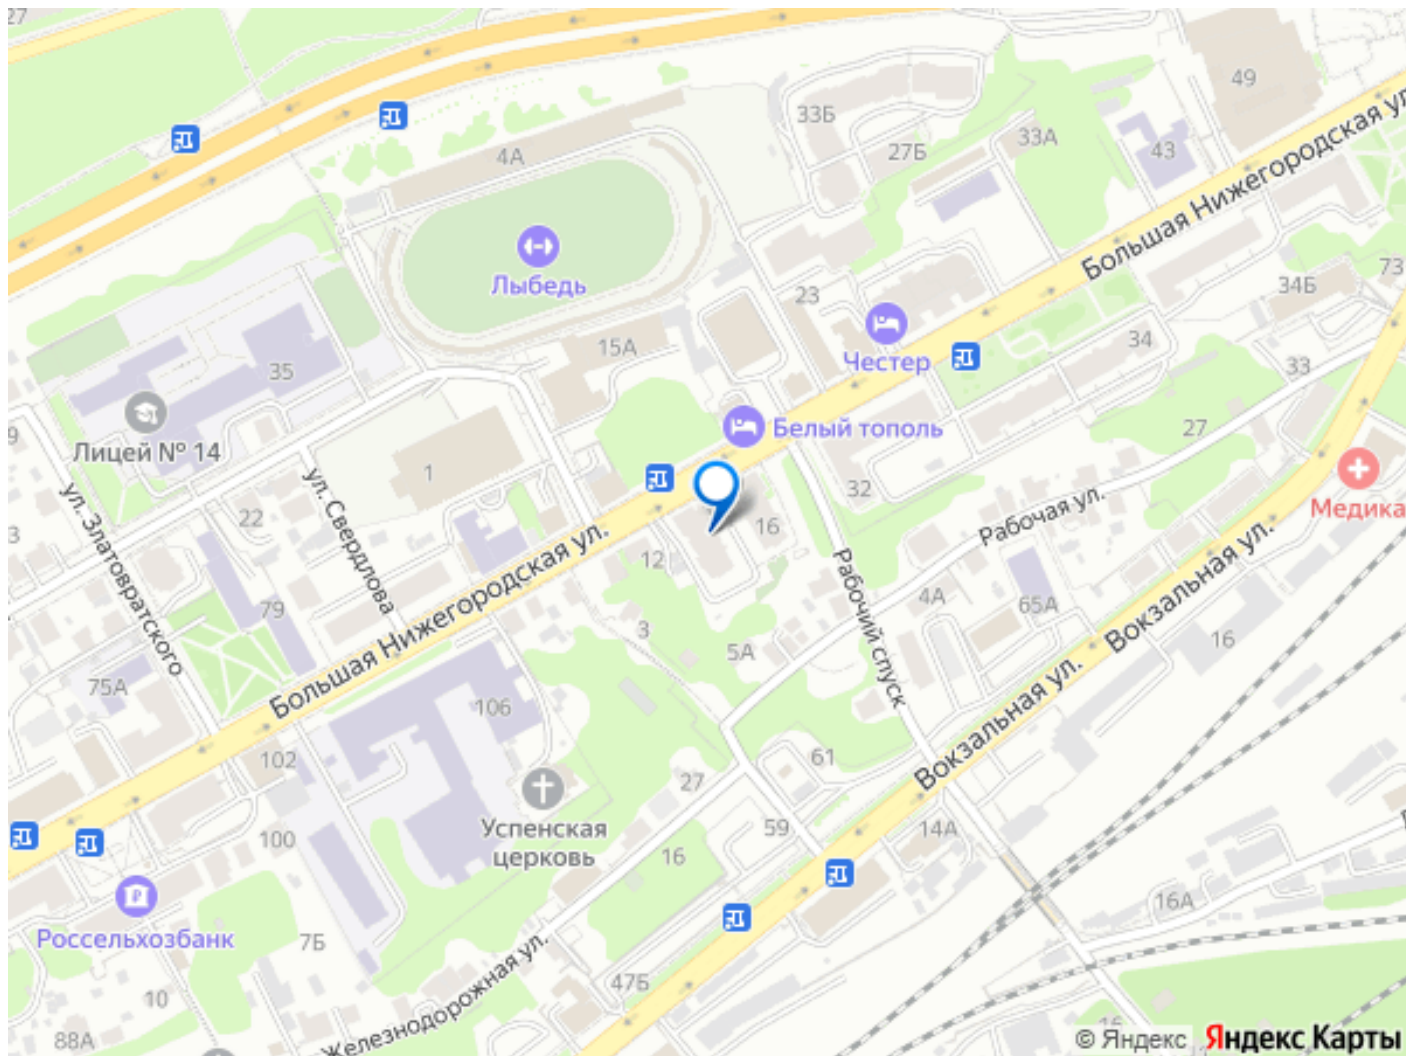 27
49
33Б
33А
43
27Б
4А
Большая Нижегородская ул
Лыбедь
73
34Б
23
15А
Честер
34
33
35
Лицей № 14
Белый тополь
27
1
ул. Златовратского
ул. Свердлова
22
32
Медика
Рабочая ул.
16
12
Большая Нижегородская ул.
Рабочий спуск
4А
65А
Вокзальная ул.
16
79
3
5А
75А
106
Вокзальная ул.
102
61
27
Успенская
церковь
59
14А
100
16
Россельхозбанк
16А
7Б
Железнодорожная ул.
47Б
10
88А
16
© Яндекс Яндекс Карты